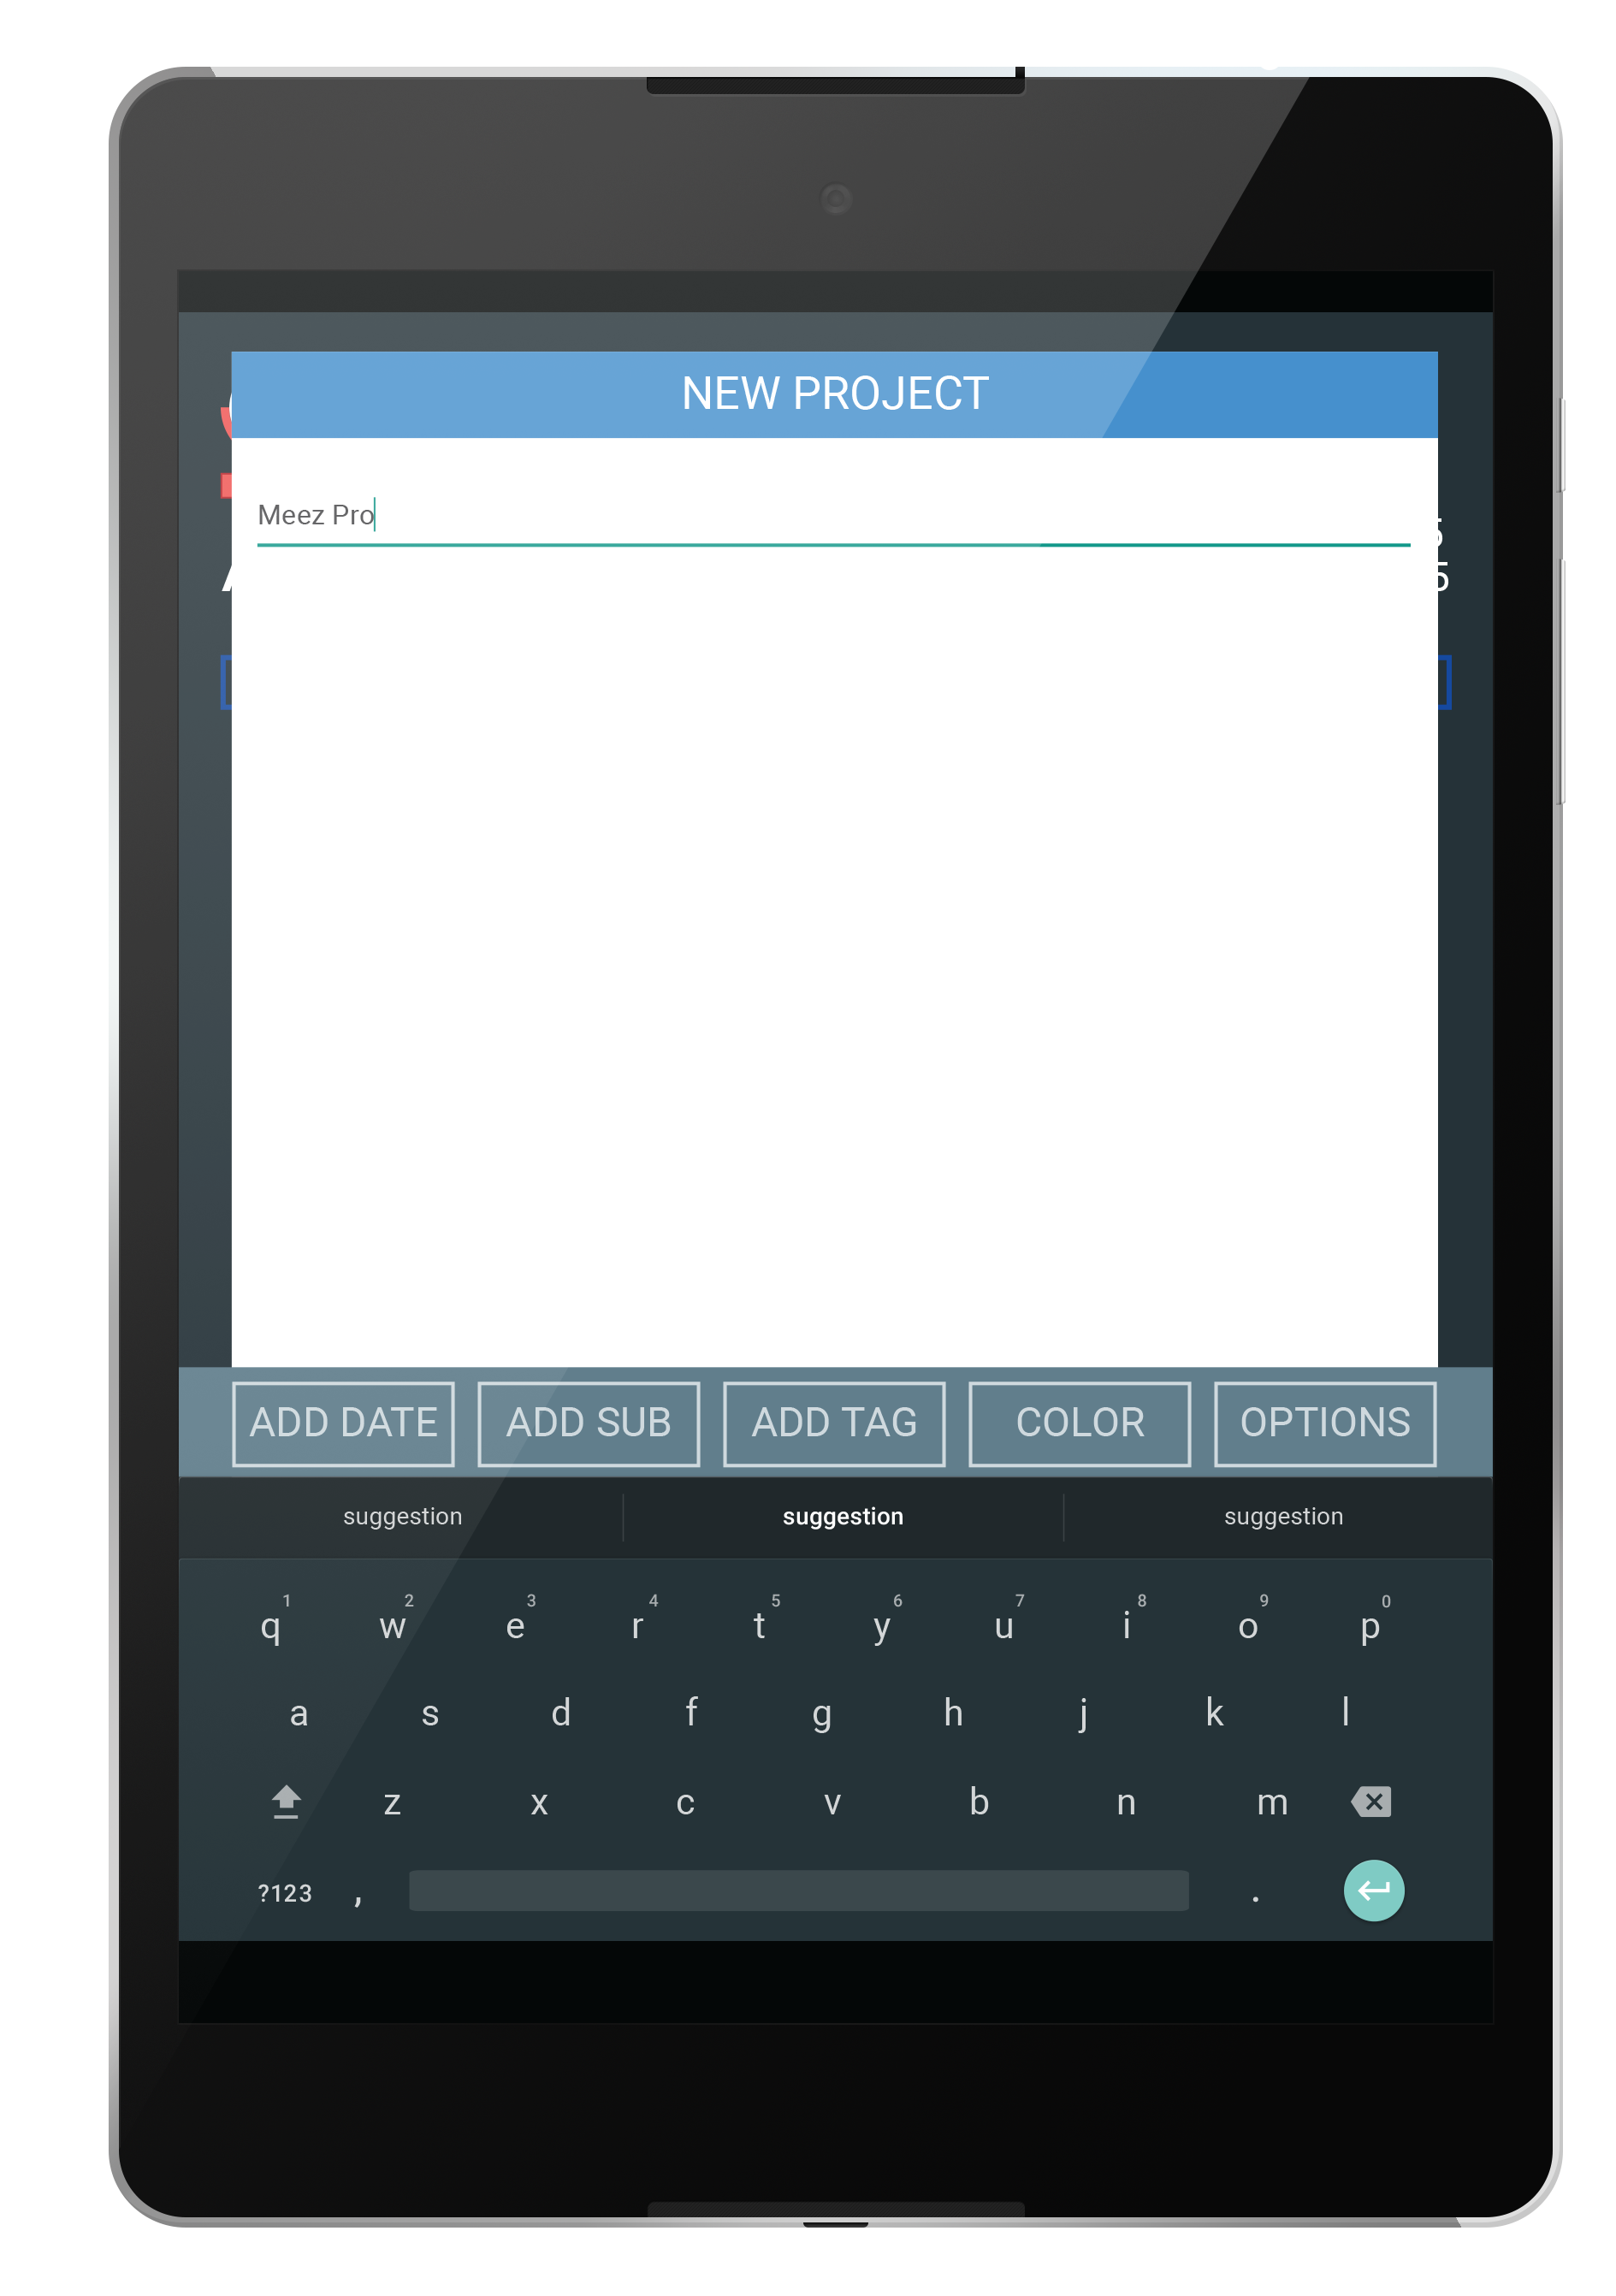 NEW PROJECT
Meez Pro
5
ADD DATE ADD SUB ADD TAG COLOR OPTIONS
suggestion suggestion suggestion
1 2 3 4 5 6 7 8 9 0
q w e r t y u i o p
a s d f g h j k l
z x c v b n m
?123 , .